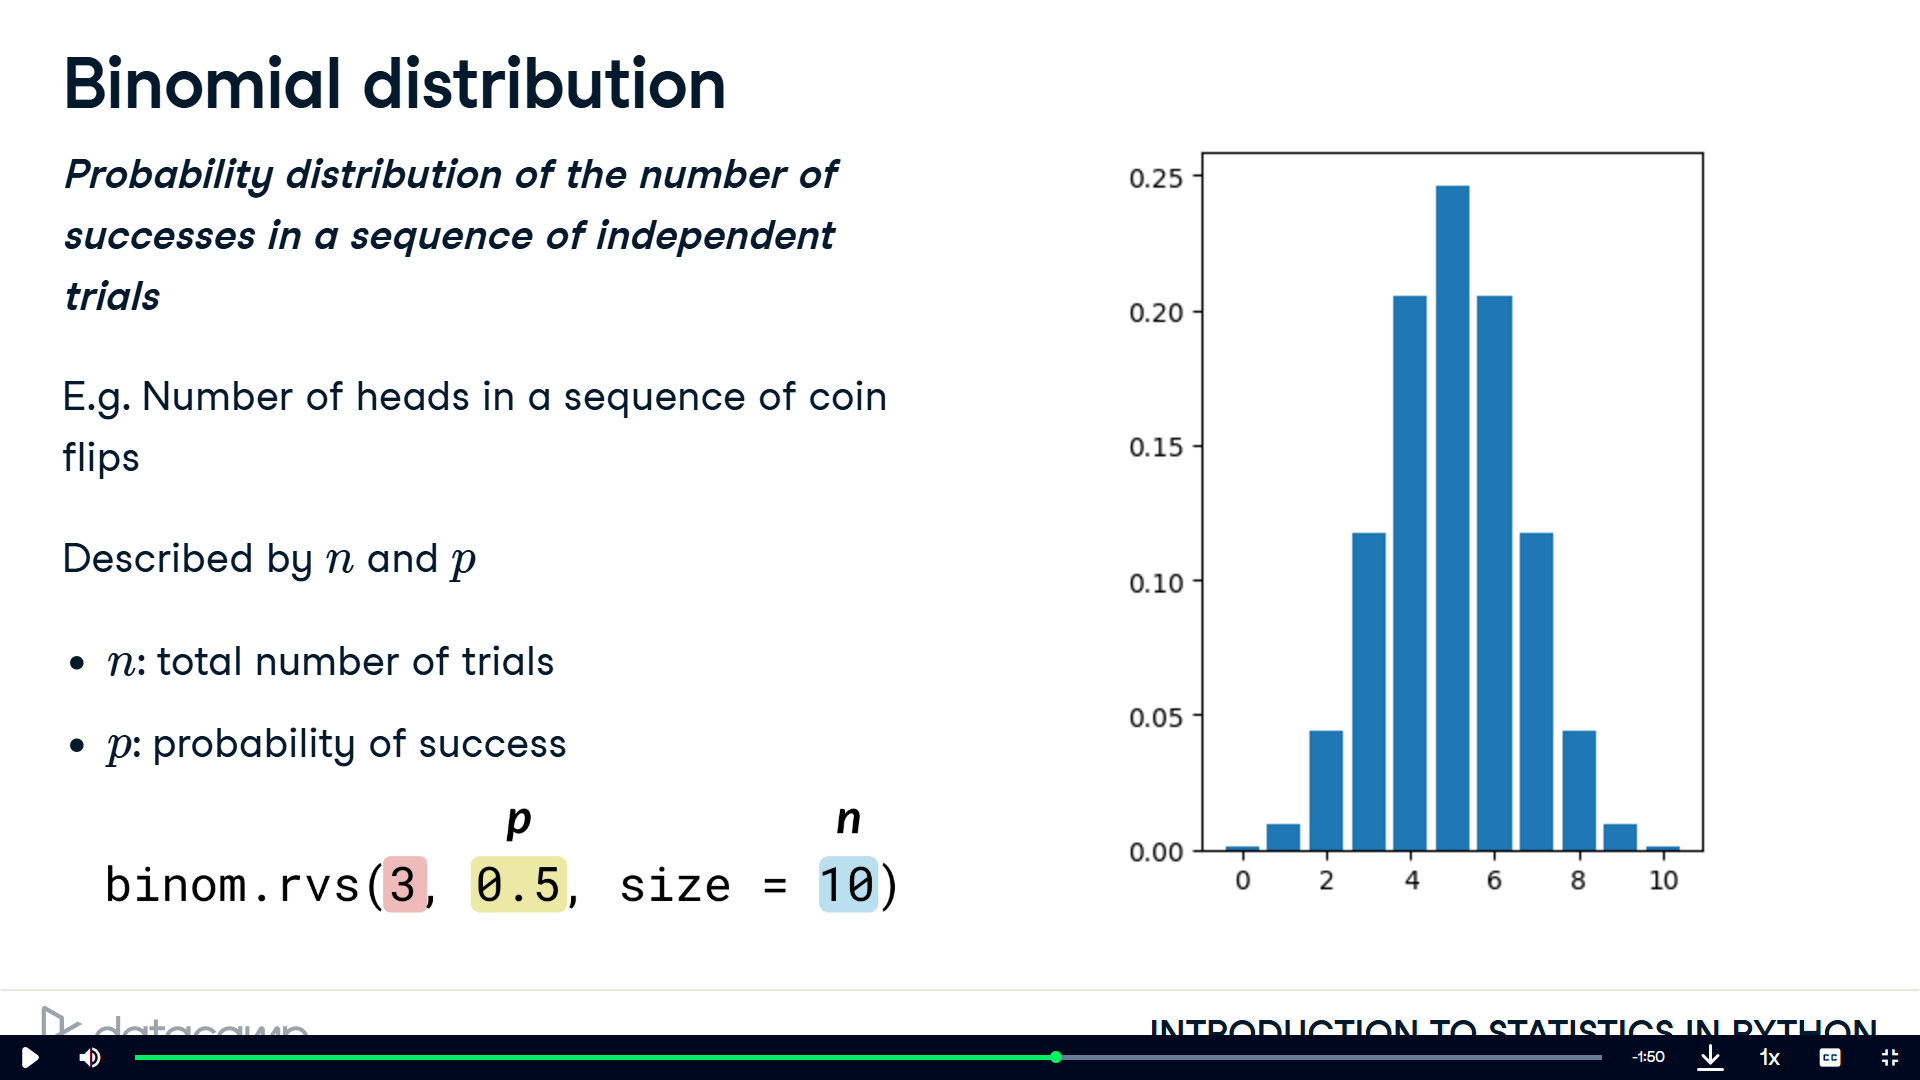 Binomial distribution
Probability distribution of the number of
successes in a sequence of independent
trials
E.g. Number of heads in a sequence of coin
flips
Described by n and p
• n: total number of trials
• p: probability of success
p n
binom.rvs(3, 0.5, size = 10)
0.25
0.20
0.15
0.10
0.05
0.00
0 2 4 6 8 10
datacamp
INTRODUCTION TO STATISTICS IN PYTHON
-1:50
1x
CC